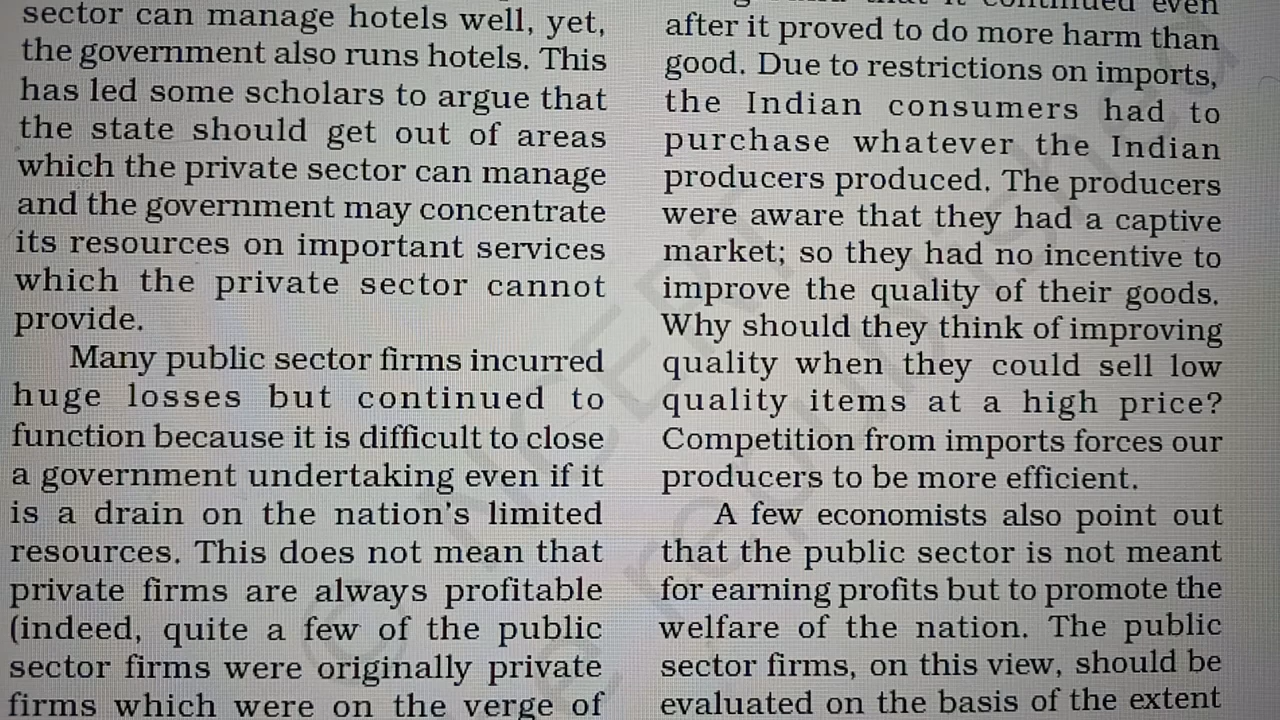 sector can manage hotels well, yet,
the government also runs hotels. This
has led some scholars to argue that
the state should get out of areas
which the private sector can manage
and the government may concentrate
its resources on important services
which the private sector cannot
provide.
Many public sector firms incurred
huge losses but continued to
function because it is difficult to close
a government undertaking even if it
is a drain on the nation's limited
resources. This does not mean that
private firms are always profitable
(indeed, quite a few of the public
sector firms were originally private
firms which were on the verge of
that it continued even
after it proved to do more harm than
good. Due to restrictions on imports,
the Indian consumers had to
purchase whatever the Indian
producers produced. The producers
were aware that they had a captive
market; so they had no incentive to
improve the quality of their goods.
Why should they think of improving
quality when they could sell low
quality items at a high price?
Competition from imports forces our
producers to be more efficient.
A few economists also point out
that the public sector is not meant
for earning profits but to promote the
welfare of the nation. The public
sector firms, on this view, should be
evaluated on the basis of the extent